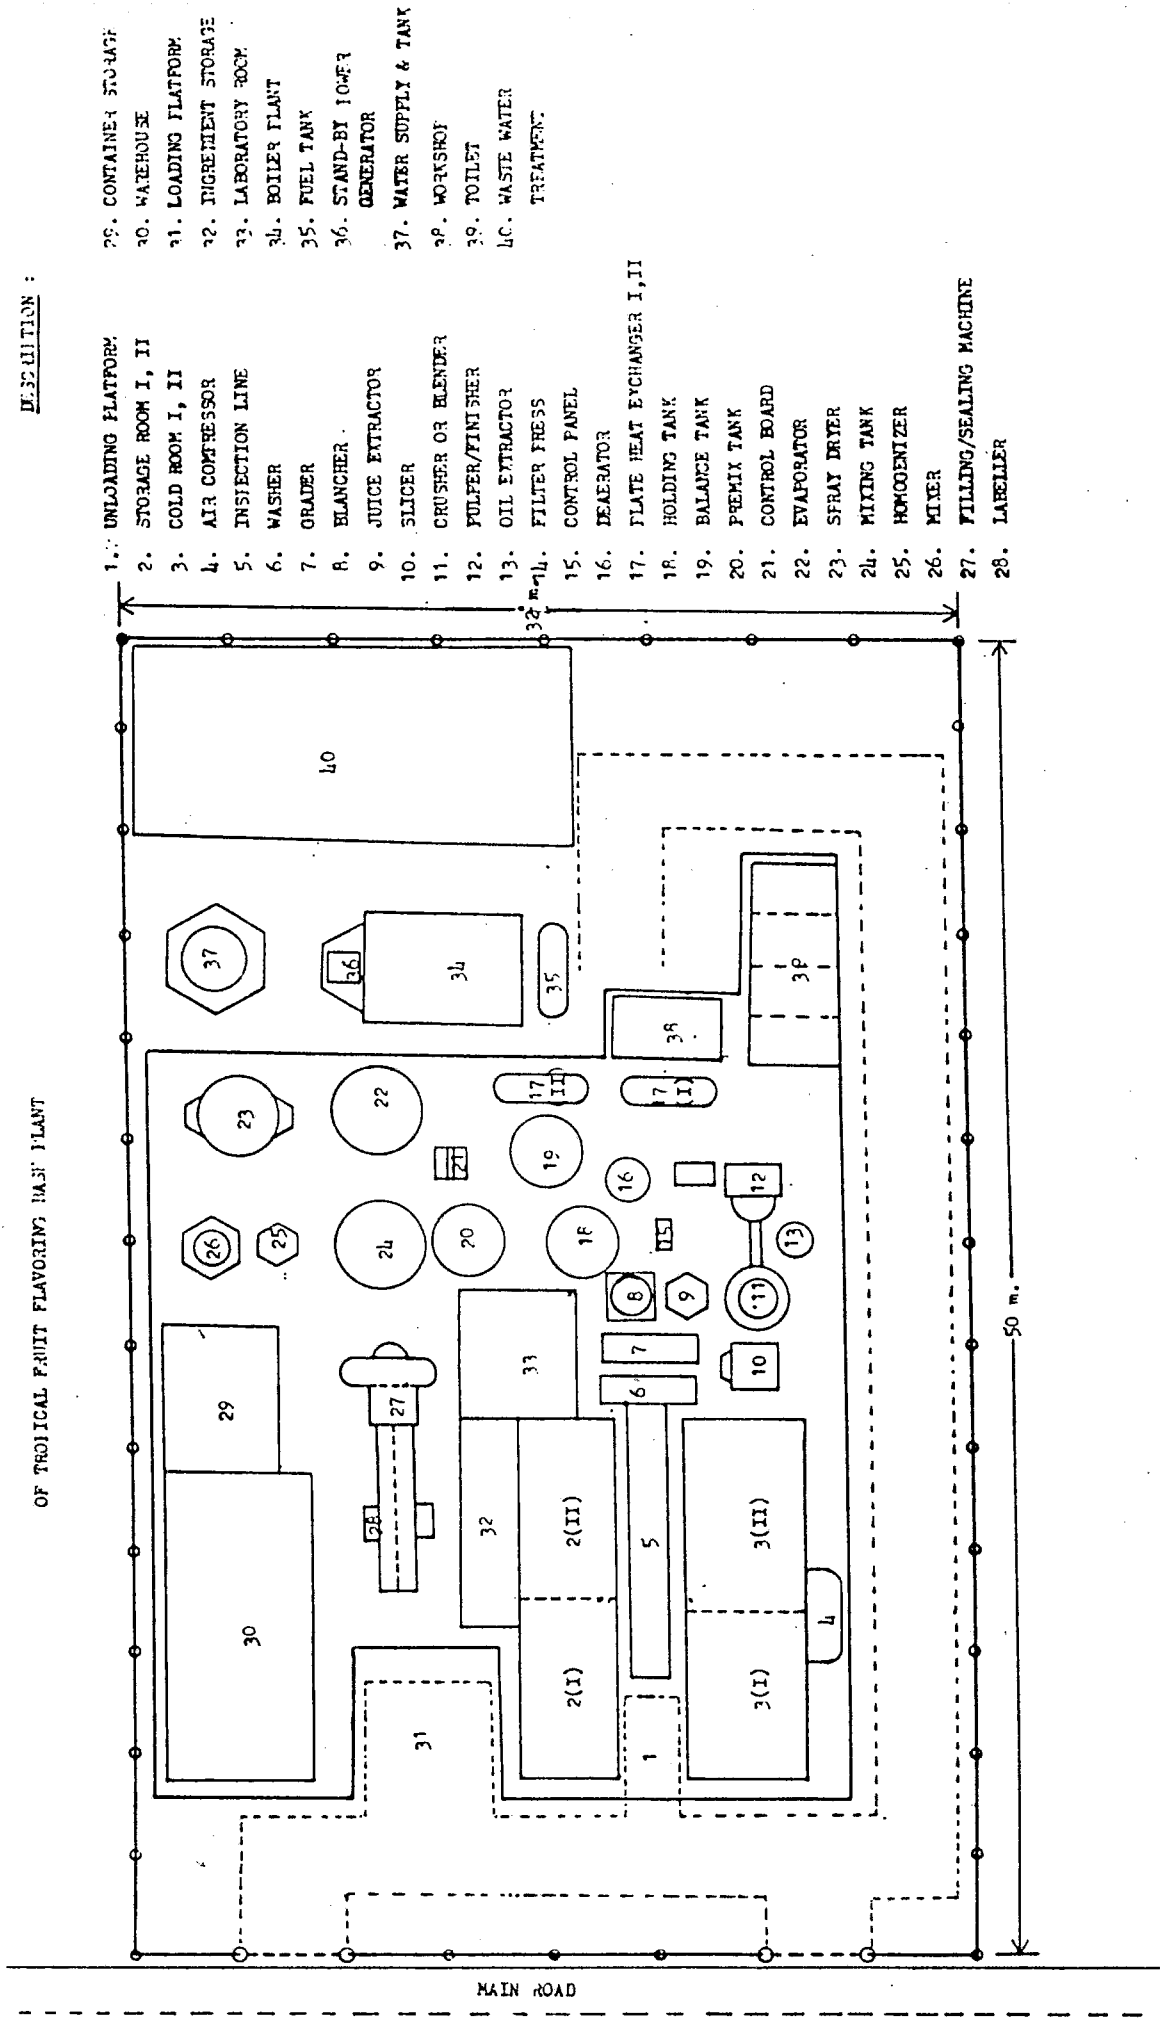 OF TROPICAL FRUIT FLAVORING BASE PLANT
DESCRIPTION :
1. UNLOADING PLATFORM
2. STORAGE ROOM I, II
3. COLD ROOM I, II
4. AIR COMPRESSOR
5. INSPECTION LINE
6. WASHER
7. GRADER
8. BLANCHER
9. JUICE EXTRACTOR
10. SLICER
11. CRUSHER OR BLENDER
12. PULPER/FINISHER
13. OIL EXTRACTOR
14. FILTER PRESS
15. CONTROL PANEL
16. DEAERATOR
17. PLATE HEAT EXCHANGER I,II
18. HOLDING TANK
19. BALANCE TANK
20. PREMIX TANK
21. CONTROL BOARD
22. EVAPORATOR
23. SPRAY DRYER
24. MIXING TANK
25. HOMOGENIZER
26. MIXER
27. FILLING/SEALING MACHINE
28. LABELLER
29. CONTAINER STORAGE
30. WAREHOUSE
31. LOADING PLATFORM
32. INGREDIENT STORAGE
33. LABORATORY ROOM
34. BOILER PLANT
35. FUEL TANK
36. STAND-BY POWER
GENERATOR
37. WATER SUPPLY & TANK
38. WORKSHOP
39. TOILET
40. WASTE WATER
TREATMENT
32 m.
50 m.
40
37
36
34
35
38
39
23
22
17
(II)
17
(I)
21
19
16
12
26
25
24
20
18
15
13
8
9
11
29
27
33
7
6
10
30
28
32
2(II)
5
3(II)
31
2(I)
1
3(I)
4
MAIN ROAD